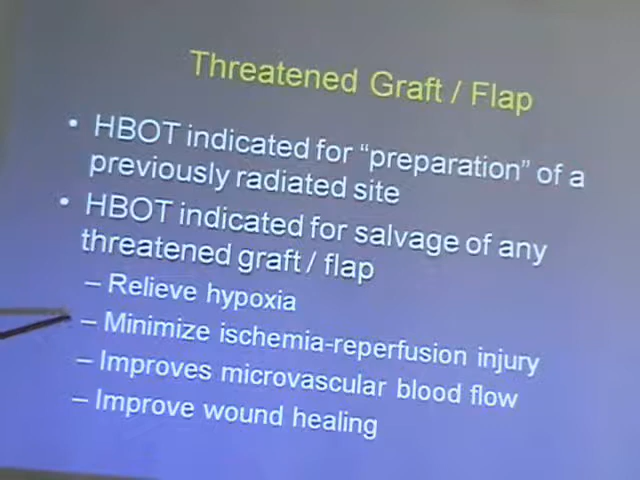 Threatened Graft / Flap
• HBOT indicated for “preparation” of a
previously radiated site
• HBOT indicated for salvage of any
threatened graft / flap
– Relieve hypoxia
– Minimize ischemia-reperfusion injury
– Improves microvascular blood flow
– Improve wound healing